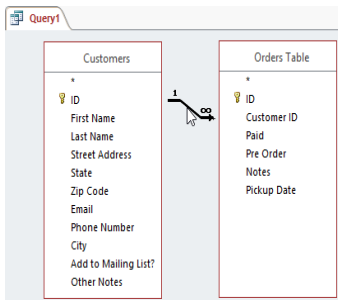 Query1
Customers
*
ID
First Name
Last Name
Street Address
State
Zip Code
Email
Phone Number
City
Add to Mailing List?
Other Notes
1
∞
Orders Table
*
ID
Customer ID
Paid
Pre Order
Notes
Pickup Date